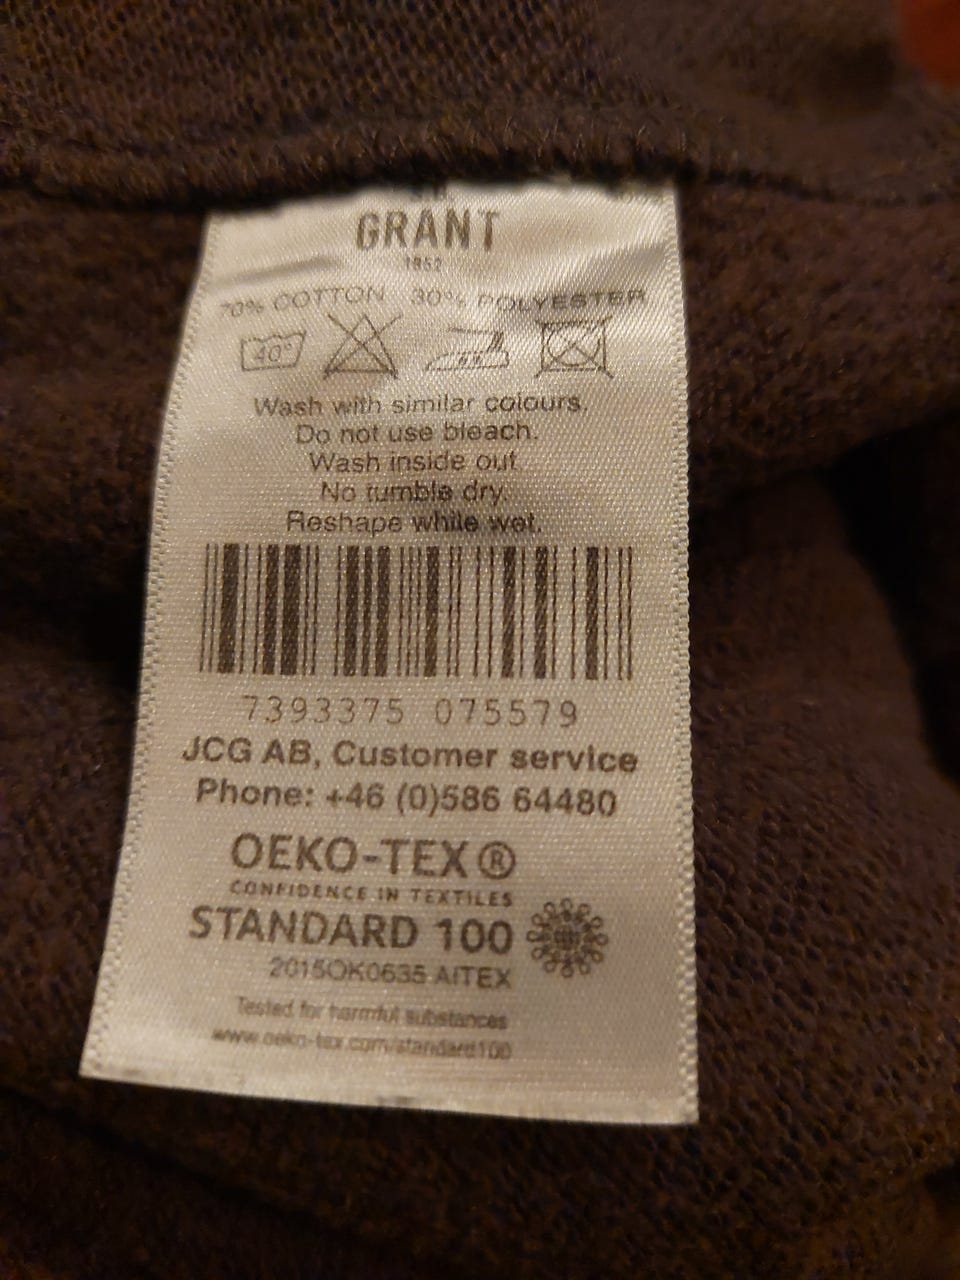 GRANT
1952
70% COTTON 30% POLYESTER
40°
Wash with similar colours.
Do not use bleach.
Wash inside out.
No tumble dry.
Reshape while wet.
7393375 075579
JCG AB, Customer service
Phone: +46 (0)586 64480
OEKO-TEX®
CONFIDENCE IN TEXTILES
STANDARD 100
2015OK0635 AITEX
Tested for harmful substances
www.oeko-tex.com/standard100